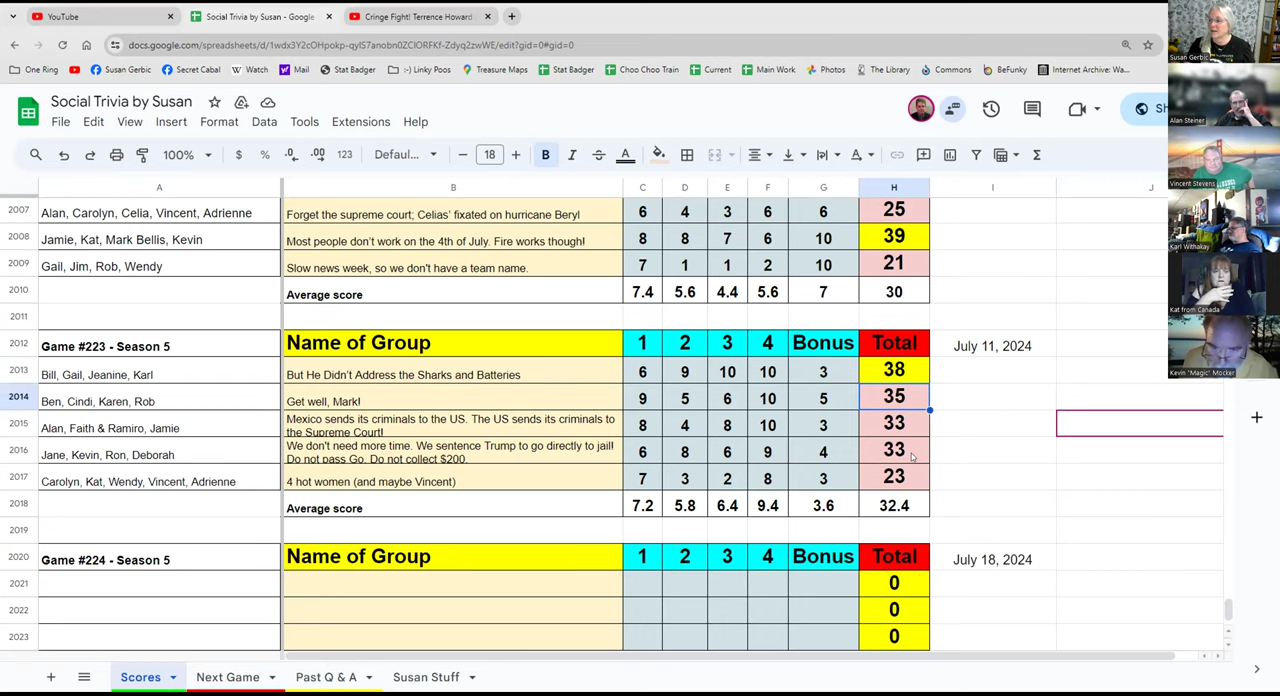 YouTube
Social Trivia by Susan - Google
Cringe Fight! Terrence Howard
docs.google.com/spreadsheets/d/1wdx3Y2cOHpokp-qyIS7anobn0ZClORFKf-Zdyq2zwWE/edit?gid=0#gid=0
One Ring
Susan Gerbic
Secret Cabal
Watch
Mail
Stat Badger
:-) Linky Poos
Treasure Maps
Stat Badger
Choo Choo Train
Current
Main Work
Photos
The Library
Commons
BeFunky
Internet Archive: Wa...
Social Trivia by Susan
File Edit View Insert Data Tools Extensions Help
100% $ % .0 .00 123 Defaul... 18 B I A
A B C D E F G H I J
2007 Alan, Carolyn, Celia, Vincent, Adrienne Forget the supreme court; Celias' fixated on hurricane Beryl 6 4 3 6 6 25
2008 Jamie, Kat, Mark Bellis, Kevin Most people don't work on the 4th of July. Fire works though! 8 8 7 6 10 39
2009 Gail, Jim, Rob, Wendy Slow news week, so we don't have a team name. 7 1 1 2 10 21
2010 Average score 7.4 5.6 4.4 5.6 7 30
2011
2012 Game #223 - Season 5 Name of Group 1 2 3 4 Bonus Total July 11, 2024
2013 Bill, Gail, Jeanine, Karl But He Didn't Address the Sharks and Batteries 6 9 10 10 3 38
2014 Ben, Cindi, Karen, Rob Get well, Mark! 9 5 6 10 5 35
2015 Alan, Faith & Ramiro, Jamie Mexico sends its criminals to the US. The US sends its criminals to
the Supreme Court! 8 4 8 10 3 33
2016 Jane, Kevin, Ron, Deborah We don't need more time. We sentence Trump to go directly to jail!
Do not pass Go. Do not collect $200. 6 8 6 9 4 33
2017 Carolyn, Kat, Wendy, Vincent, Adrienne 4 hot women (and maybe Vincent) 7 3 2 8 3 23
2018 Average score 7.2 5.8 6.4 9.4 3.6 32.4
2019
2020 Game #224 - Season 5 Name of Group 1 2 3 4 Bonus Total July 18, 2024
2021 0
2022 0
2023 0
Scores
Next Game
Past Q & A
Susan Stuff
Susan Gerbic
Alan Steiner
Vincent Stevens
Karl Withakay
Kat from Canada
Kevin "Magic" Mocker